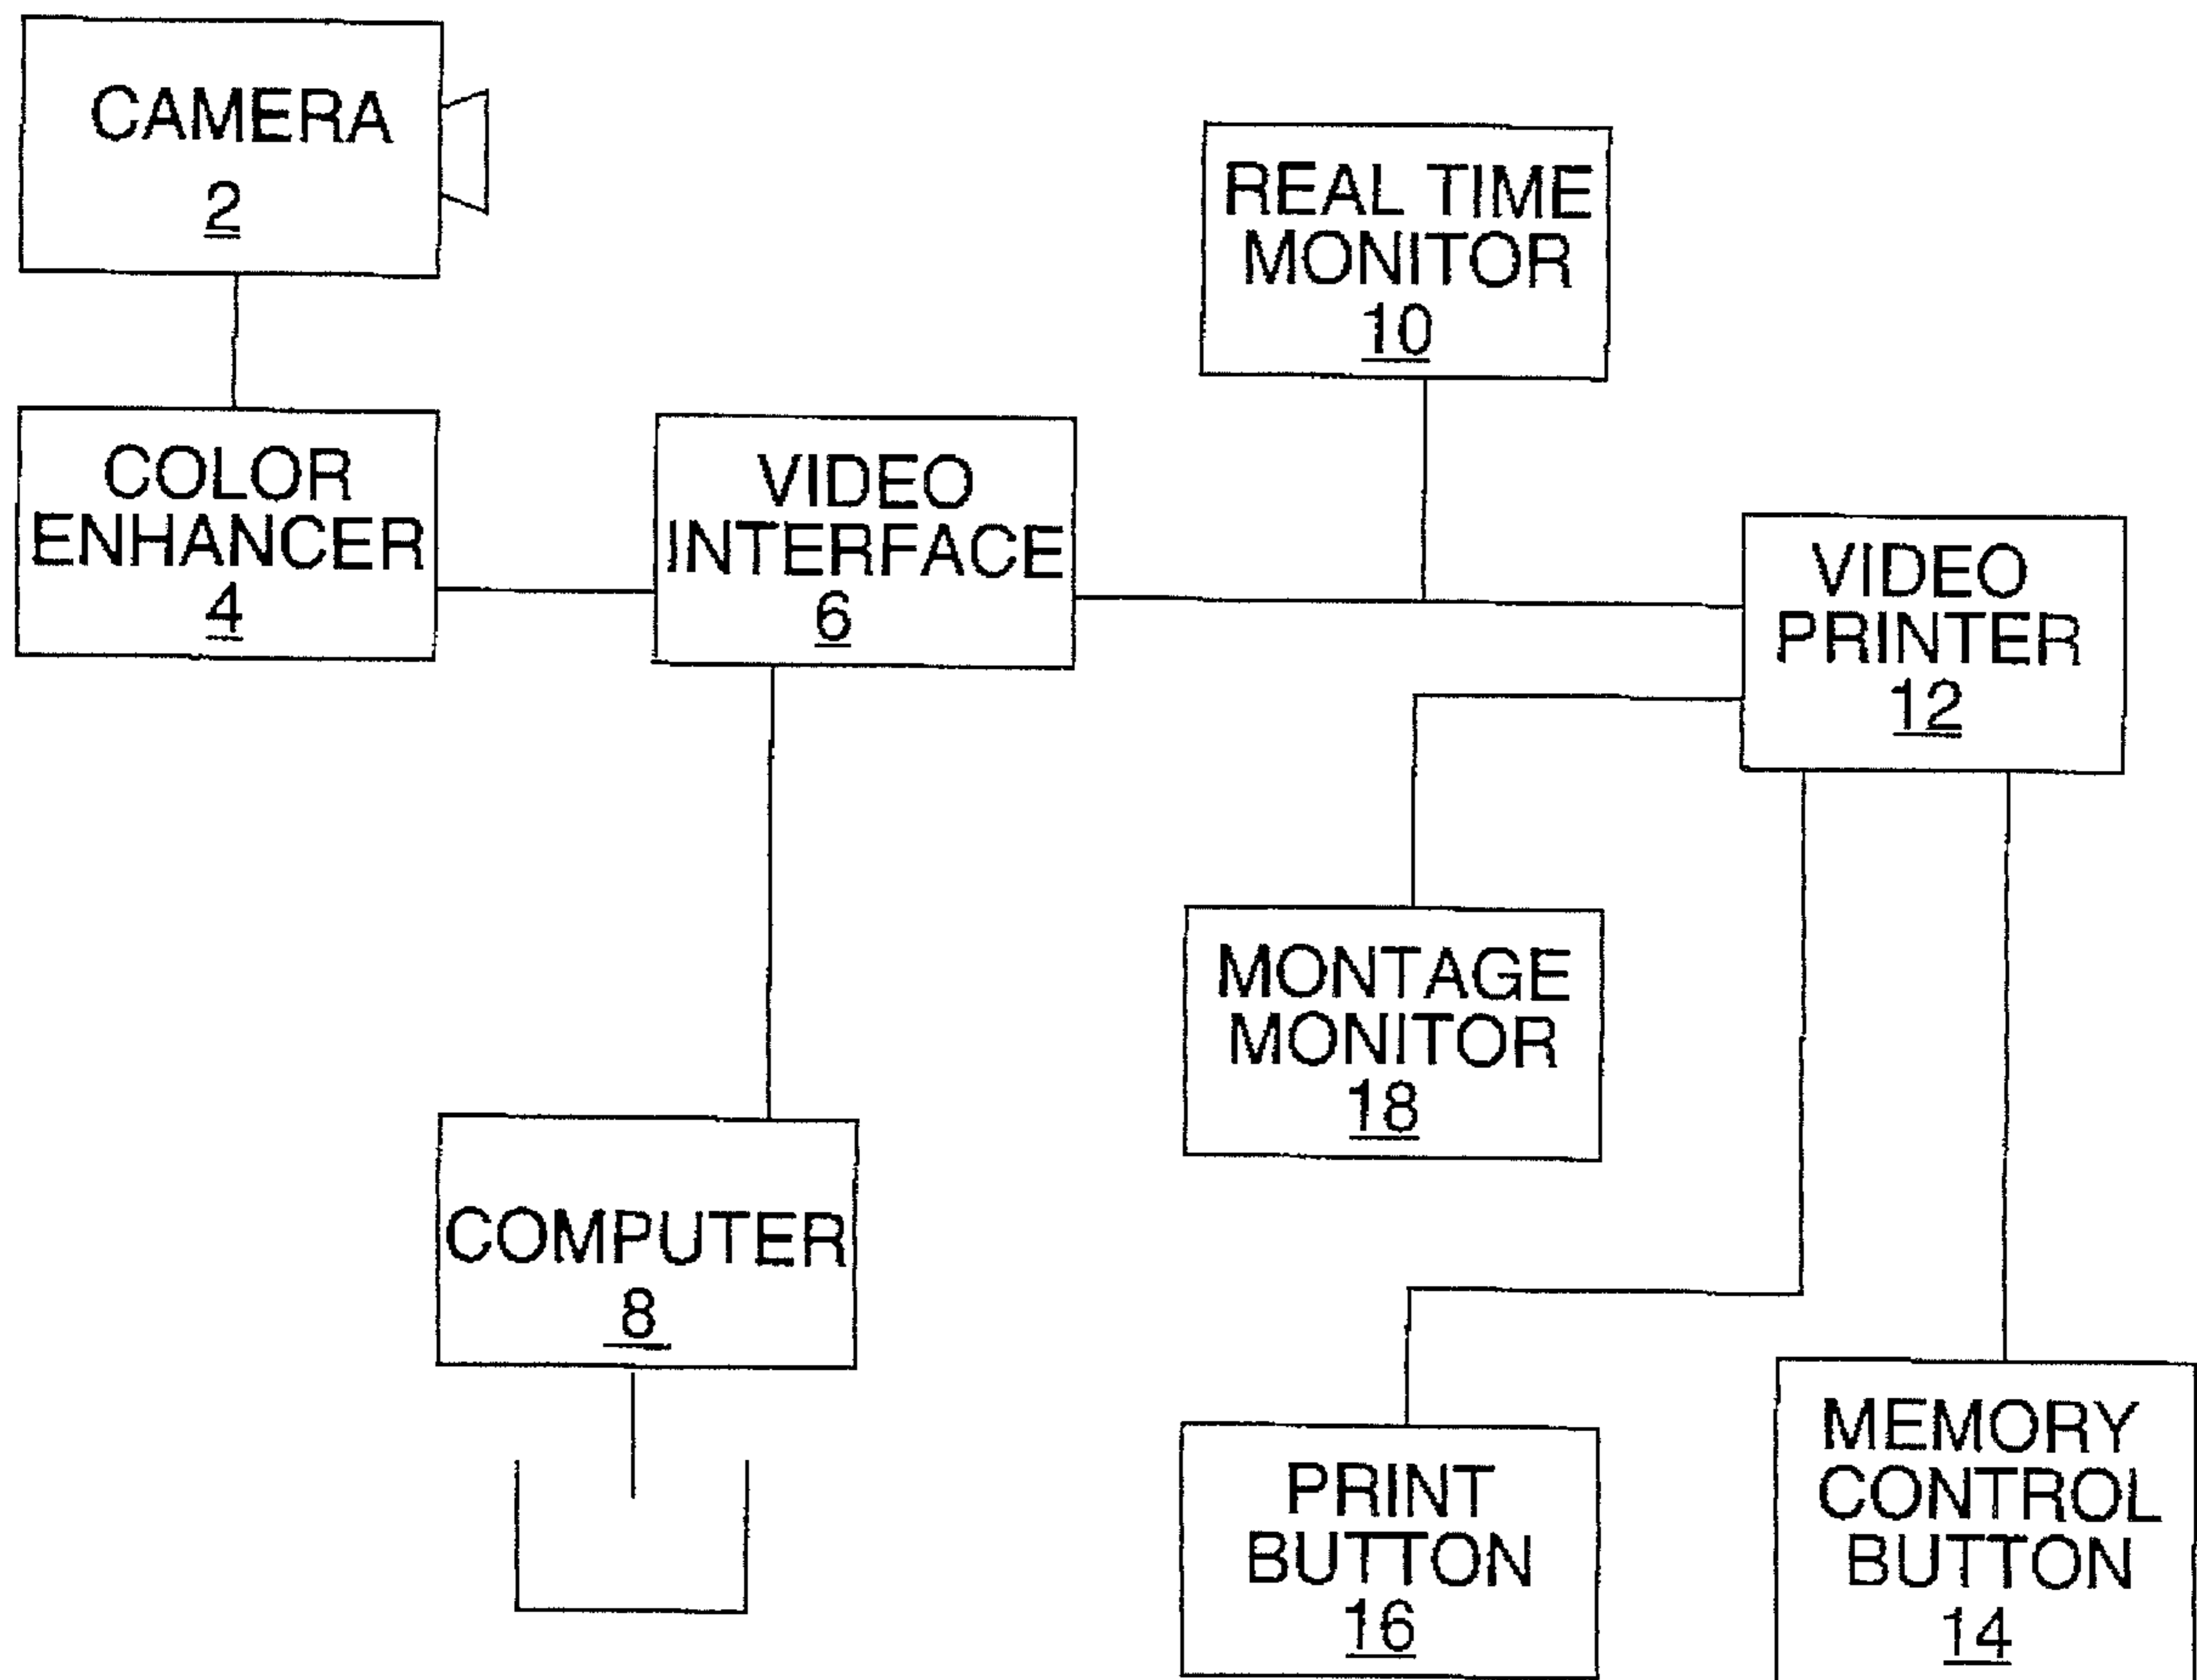 CAMERA
2
REAL TIME
MONITOR
10
COLOR
ENHANCER
4
VIDEO
INTERFACE
6
VIDEO
PRINTER
12
MONTAGE
MONITOR
18
COMPUTER
8
PRINT
BUTTON
16
MEMORY
CONTROL
BUTTON
14